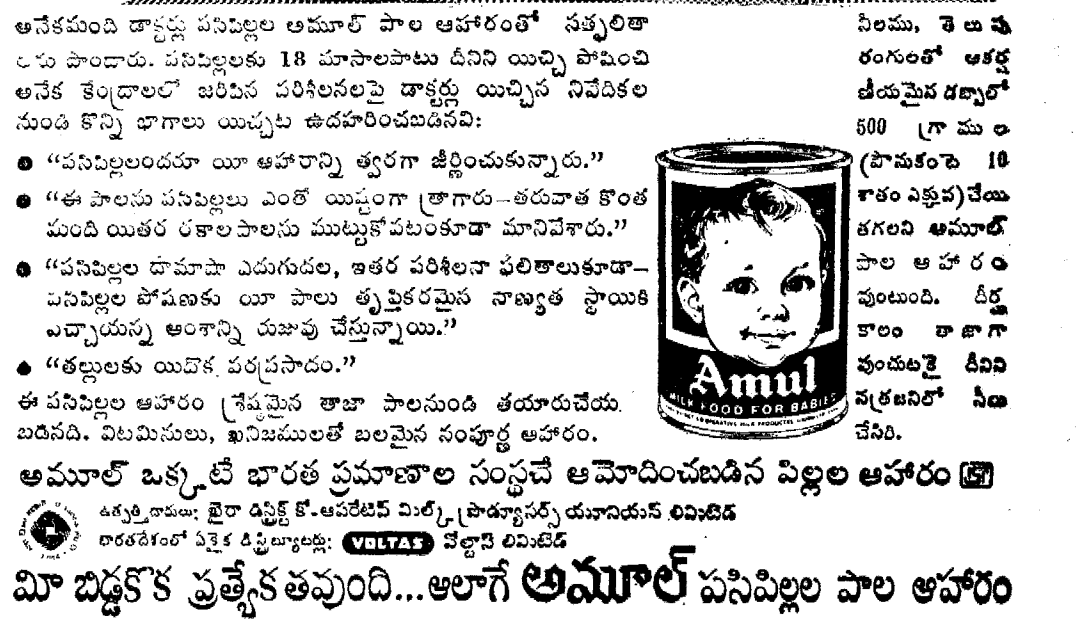 అనేకమంది డాక్టర్లు పసిపిల్లల అమూల్ పాల ఆహారంతో సత్ఫలితా
లను పొందారు. పసిపిల్లలకు 18 మాసాలపాటు దీనిని యిచ్చి పోషించి
అనేక కేంద్రాలలో జరిపిన పరిశీలనలపై డాక్టర్లు యిచ్చిన నివేదికల
నుండి కొన్ని భాగాలు యిచ్చట ఉదహరించబడినవి:
“పసిపిల్లలందరూ యీ ఆహారాన్ని త్వరగా జీర్ణించుకున్నారు.”
“ఈ పాలను పసిపిల్లలు ఎంతో యిష్టంగా త్రాగారు—తరువాత కొంత
మంది యితర రకాల పాలను ముట్టుకోవటంకూడా మానివేశారు.”
“పసిపిల్లల దామాషా ఎదుగుదల, ఇతర పరిశీలనా ఫలితాలుకూడా—
పసిపిల్లల పోషణకు యీ పాలు తృప్తికరమైన నాణ్యత స్థాయికి
ఎచ్చాయన్న అంశాన్ని రుజువు చేస్తున్నాయి.”
“తల్లులకు యిదొక వరప్రసాదం.”
ఈ పసిపిల్లల ఆహారం శ్రేష్ఠమైన తాజా పాలనుండి తయారుచేయ
బడినది. విటమినులు, ఖనిజములతో బలమైన సంపూర్ణ ఆహారం.
నీలము, తెలుపు
రంగులతో ఆకర్ష
ణీయమైన డబ్బాలో
500 గ్రాముల
(పౌనుకంటె 10
శాతం ఎక్కువ) చేయి
తగలని అమూల్
పాల ఆహారం
వుంటుంది. దీర్ఘ
కాలం తాజాగా
వుంచుటకై దీనిని
నత్రజనిలో సీలు
చేసిరి.
Amul
MILK FOOD FOR BABIES
అమూల్ ఒక్కటే భారత ప్రమాణాల సంస్థచే ఆమోదించబడిన పిల్లల ఆహారం
ఉత్పత్తిదారులు: ఖైరా డిస్ట్రిక్ట్ కో-ఆపరేటివ్ మిల్క్ ప్రొడ్యూసర్స్ యూనియన్ లిమిటెడ్
భారతదేశంలో ఏకైక డిస్ట్రిబ్యూటర్లు: VOLTAS వోల్టాస్ లిమిటెడ్
మీ బిడ్డకొక ప్రత్యేకతవుంది...అలాగే అమూల్ పసిపిల్లల పాల ఆహారం